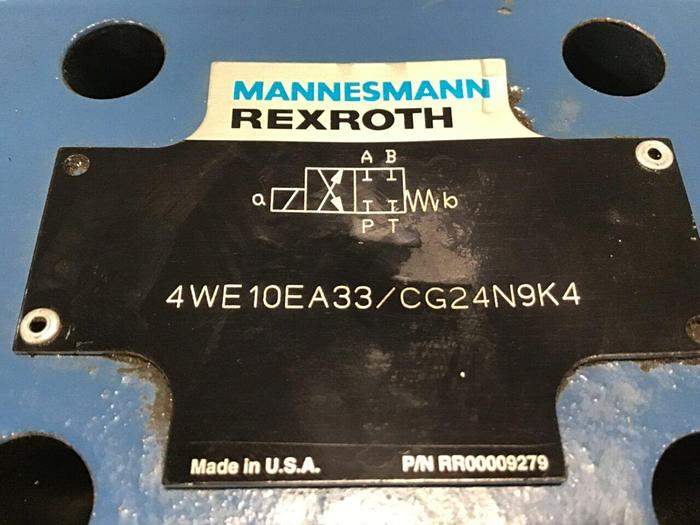 MANNESMANN
REXROTH
A B
a b
P T
4WE10EA33/CG24N9K4
Made in U.S.A. P/N RR00009279